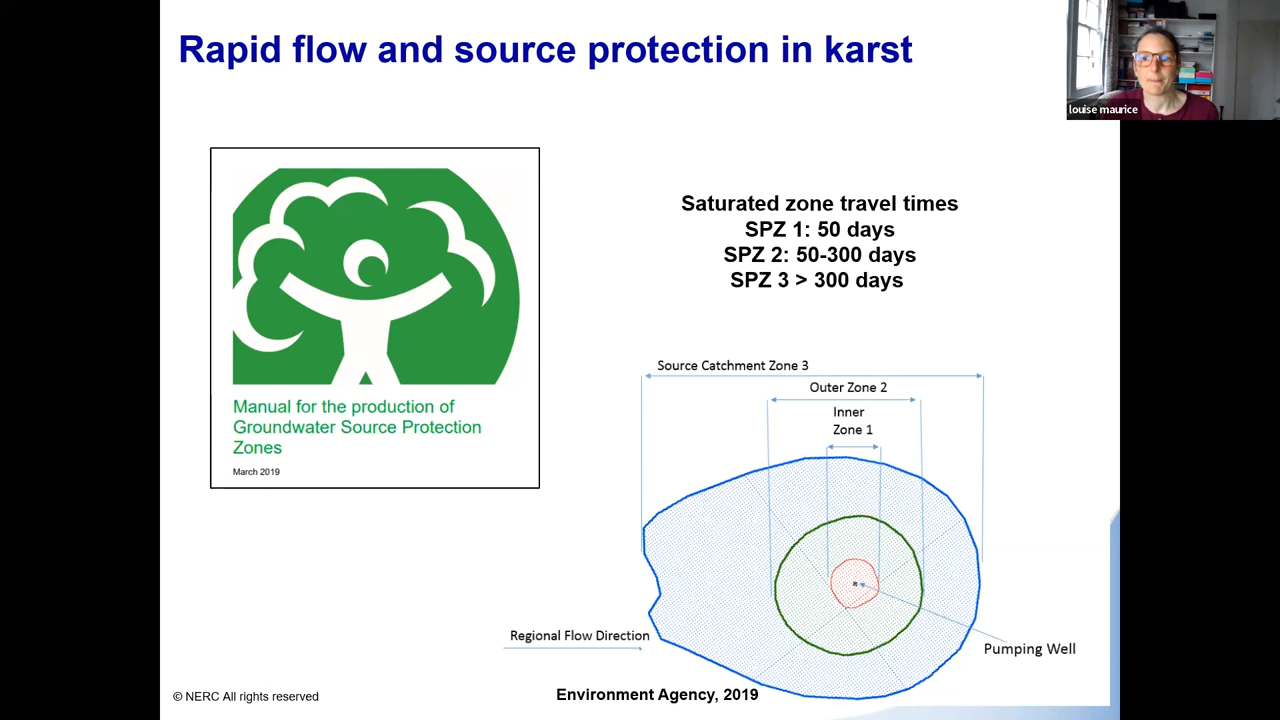 Rapid flow and source protection in karst
louise maurice
Saturated zone travel times
SPZ 1: 50 days
SPZ 2: 50-300 days
SPZ 3 > 300 days
Manual for the production of
Groundwater Source Protection
Zones
March 2019
Source Catchment Zone 3
Outer Zone 2
Inner
Zone 1
Regional Flow Direction
Pumping Well
© NERC All rights reserved
Environment Agency, 2019